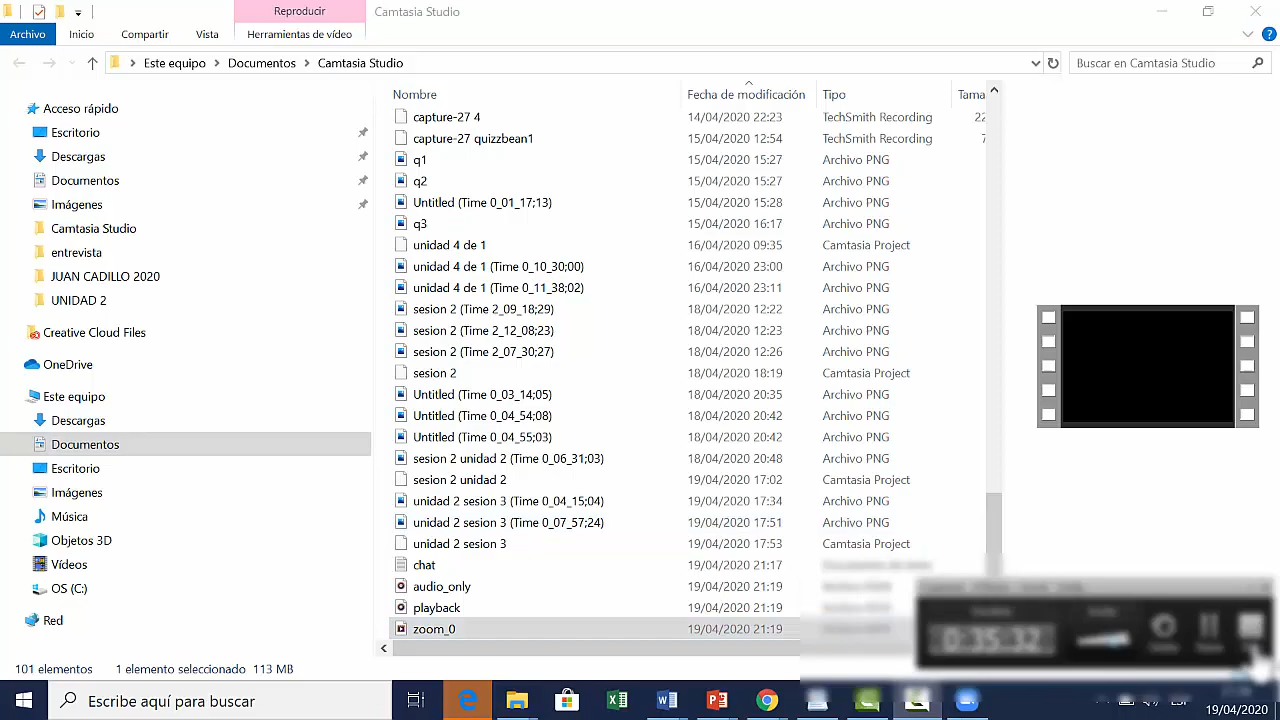 Reproducir
Camtasia Studio
Archivo
Inicio
Compartir
Vista
Herramientas de vídeo
Este equipo
Documentos
Camtasia Studio
Buscar en Camtasia Studio
Nombre
Fecha de modificación
Tipo
Tama
Acceso rápido
Escritorio
Descargas
Documentos
Imágenes
Camtasia Studio
entrevista
JUAN CADILLO 2020
UNIDAD 2
Creative Cloud Files
OneDrive
Este equipo
Descargas
Documentos
Escritorio
Imágenes
Música
Objetos 3D
Vídeos
OS (C:)
Red
capture-27 4 14/04/2020 22:23 TechSmith Recording 22
capture-27 quizzbean1 15/04/2020 12:54 TechSmith Recording 7
q1 15/04/2020 15:27 Archivo PNG
q2 15/04/2020 15:27 Archivo PNG
Untitled (Time 0_01_17;13) 15/04/2020 15:28 Archivo PNG
q3 15/04/2020 16:17 Archivo PNG
unidad 4 de 1 16/04/2020 09:35 Camtasia Project
unidad 4 de 1 (Time 0_10_30;00) 16/04/2020 23:00 Archivo PNG
unidad 4 de 1 (Time 0_11_38;02) 16/04/2020 23:11 Archivo PNG
sesion 2 (Time 2_09_18;29) 18/04/2020 12:22 Archivo PNG
sesion 2 (Time 2_12_08;23) 18/04/2020 12:23 Archivo PNG
sesion 2 (Time 2_07_30;27) 18/04/2020 12:26 Archivo PNG
sesion 2 18/04/2020 18:19 Camtasia Project
Untitled (Time 0_03_14;05) 18/04/2020 20:35 Archivo PNG
Untitled (Time 0_04_54;08) 18/04/2020 20:42 Archivo PNG
Untitled (Time 0_04_55;03) 18/04/2020 20:42 Archivo PNG
sesion 2 unidad 2 (Time 0_06_31;03) 18/04/2020 20:48 Archivo PNG
sesion 2 unidad 2 19/04/2020 17:02 Camtasia Project
unidad 2 sesion 3 (Time 0_04_15;04) 19/04/2020 17:34 Archivo PNG
unidad 2 sesion 3 (Time 0_07_57;24) 19/04/2020 17:51 Archivo PNG
unidad 2 sesion 3 19/04/2020 17:53 Camtasia Project
chat 19/04/2020 21:17
audio_only 19/04/2020 21:19
playback 19/04/2020 21:19
zoom_0 19/04/2020 21:19
0:35:32
101 elementos 1 elemento seleccionado 113 MB
Escribe aquí para buscar
19/04/2020